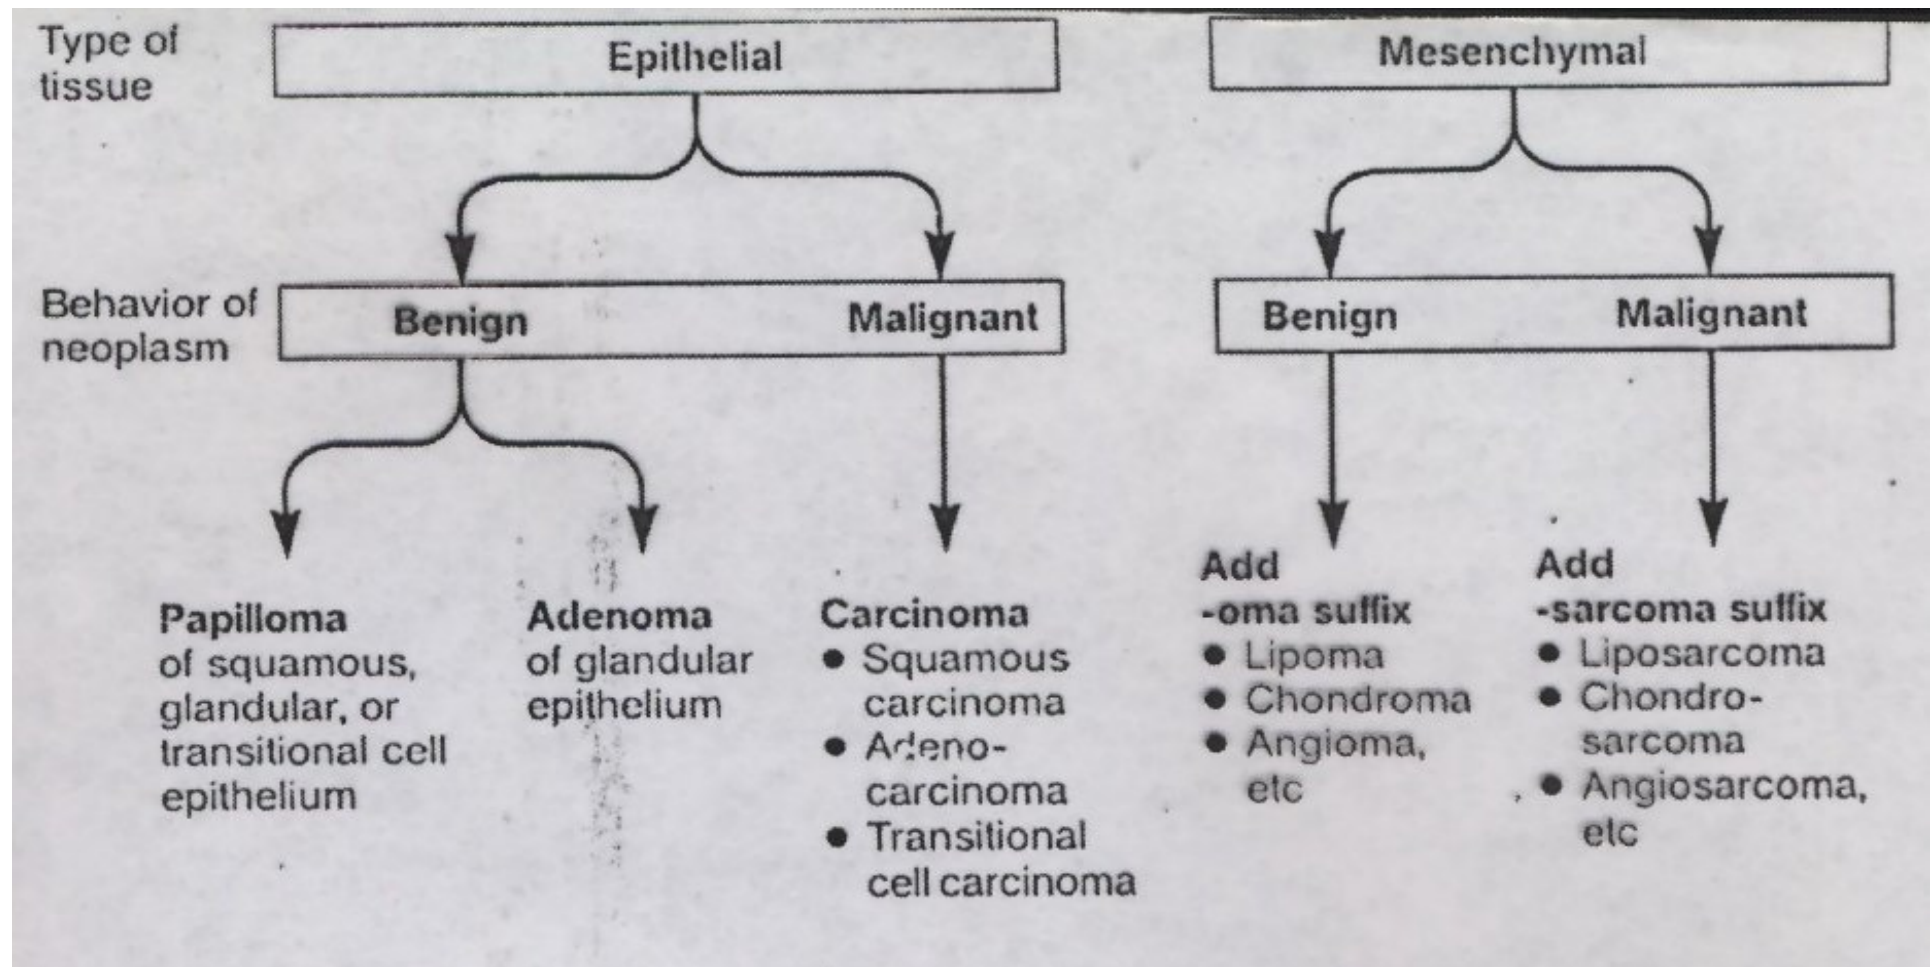 Type of
tissue
Epithelial
Mesenchymal
Behavior of
neoplasm
Benign
Malignant
Benign
Malignant
Papilloma
of squamous,
glandular, or
transitional cell
epithelium
Adenoma
of glandular
epithelium
Carcinoma
● Squamous
carcinoma
● Adeno-
carcinoma
● Transitional
cell carcinoma
Add
-oma suffix
● Lipoma
● Chondroma
● Angioma,
etc
Add
-sarcoma suffix
● Liposarcoma
● Chondro-
sarcoma
● Angiosarcoma,
etc